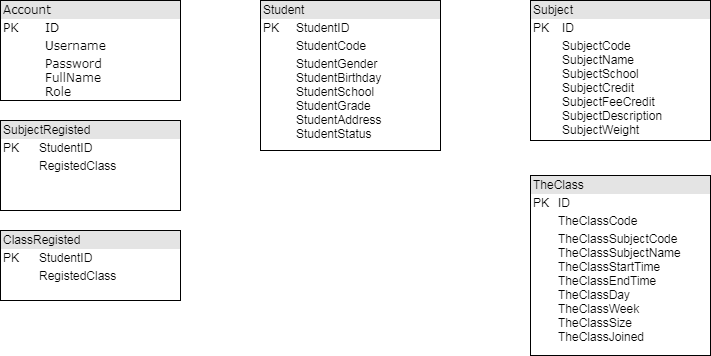 Account
PK ID
Username
Password
FullName
Role
SubjectRegisted
PK StudentID
RegistedClass
ClassRegisted
PK StudentID
RegistedClass
Student
PK StudentID
StudentCode
StudentGender
StudentBirthday
StudentSchool
StudentGrade
StudentAddress
StudentStatus
Subject
PK ID
SubjectCode
SubjectName
SubjectSchool
SubjectCredit
SubjectFeeCredit
SubjectDescription
SubjectWeight
TheClass
PK ID
TheClassCode
TheClassSubjectCode
TheClassSubjectName
TheClassStartTime
TheClassEndTime
TheClassDay
TheClassWeek
TheClassSize
TheClassJoined